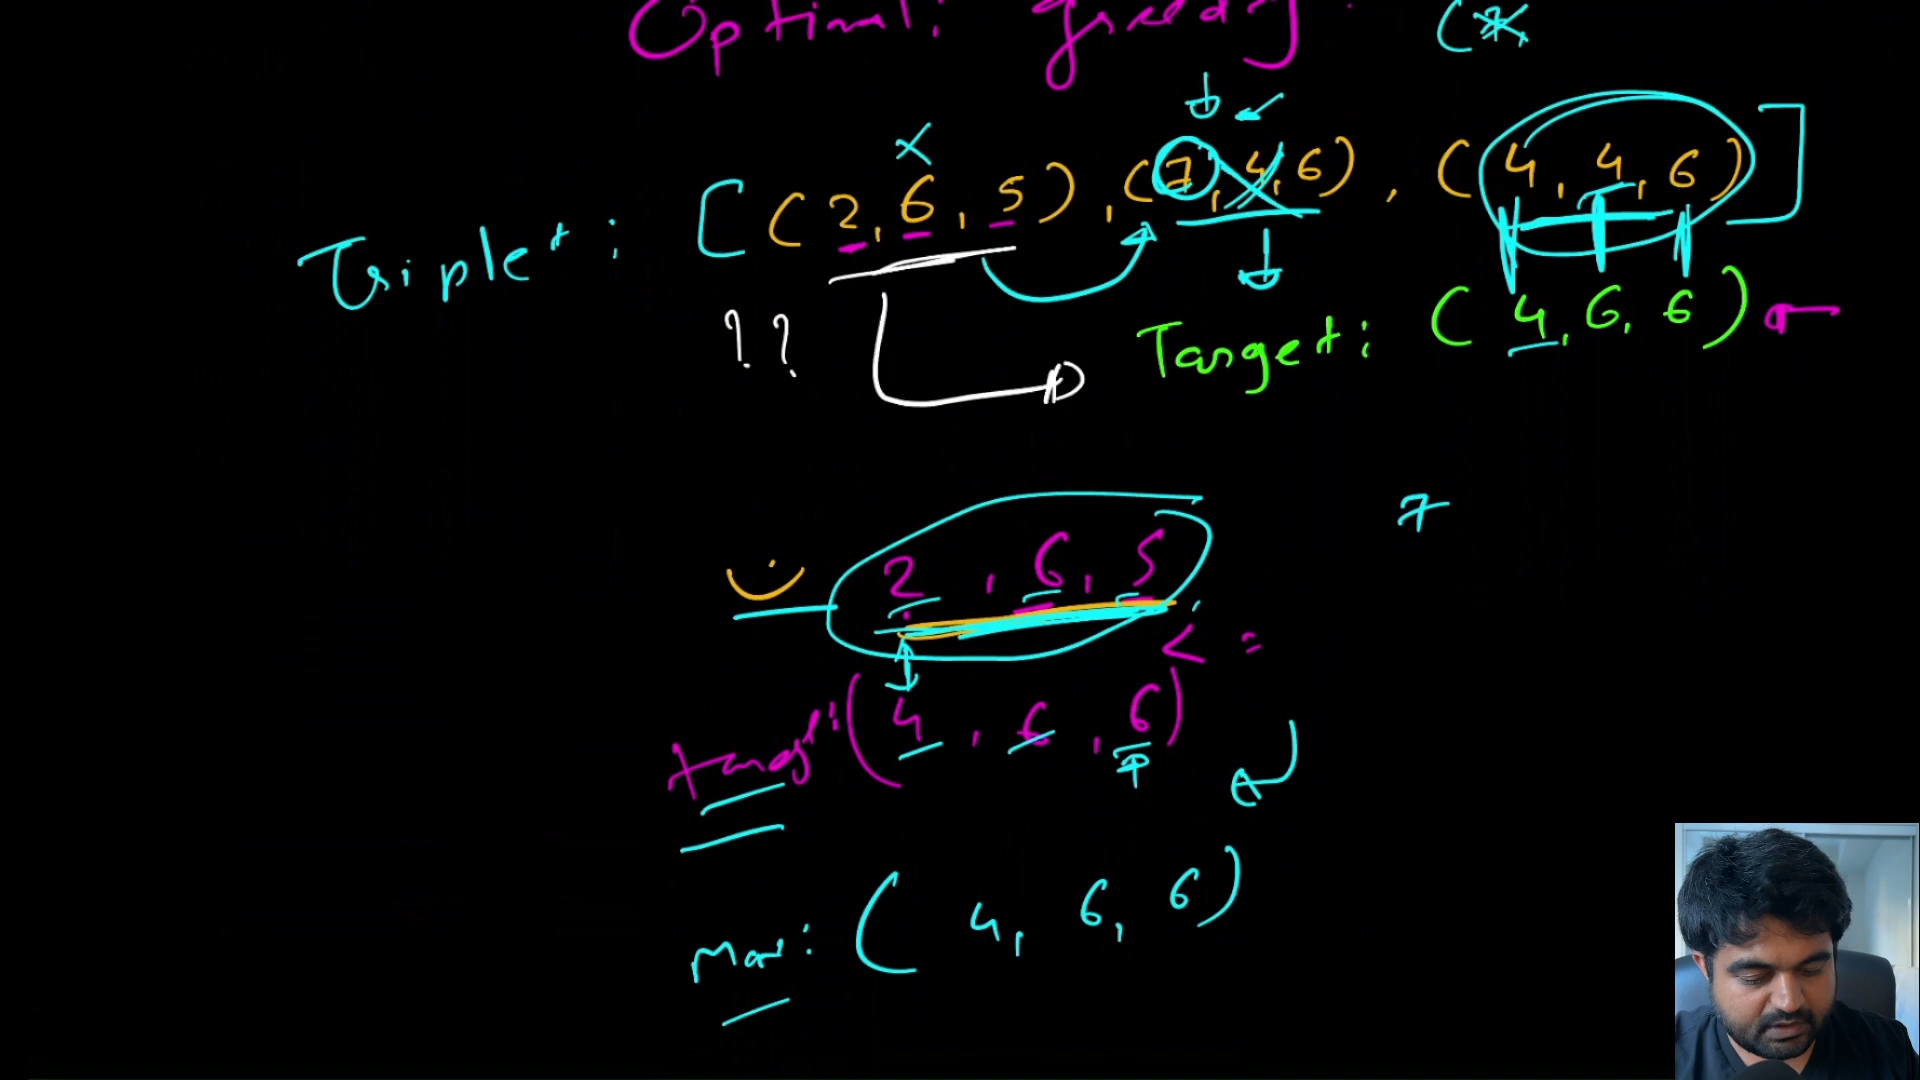 Optimal: greedy: (
Triplet: [(2, 6, 5), (7, 4, 6), (4, 4, 6)]
??
Target: (4, 6, 6)
7
2, 6, 5
< =
target: (4, 6, 6)
Max: (4, 6, 6)